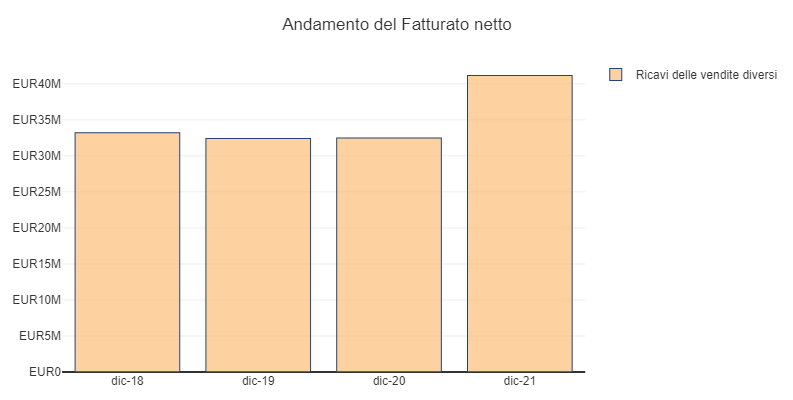 Andamento del Fatturato netto
Ricavi delle vendite diversi
EUR40M
EUR35M
EUR30M
EUR25M
EUR20M
EUR15M
EUR10M
EUR5M
EUR0
dic-18 dic-19 dic-20 dic-21